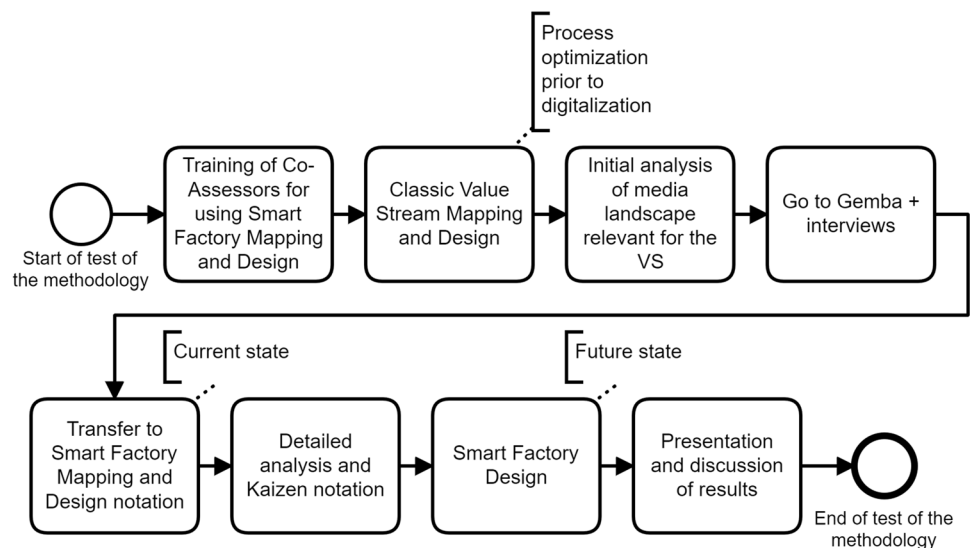 Process
optimization
prior to
digitalization
Training of Co-
Assessors for
using Smart
Factory Mapping
and Design
Classic Value
Stream Mapping
and Design
Initial analysis
of media
landscape
relevant for the
VS
Go to Gemba +
interviews
Start of test of
the methodology
Current state
Future state
Transfer to
Smart Factory
Mapping and
Design notation
Detailed
analysis and
Kaizen notation
Smart Factory
Design
Presentation
and discussion
of results
End of test of the
methodology